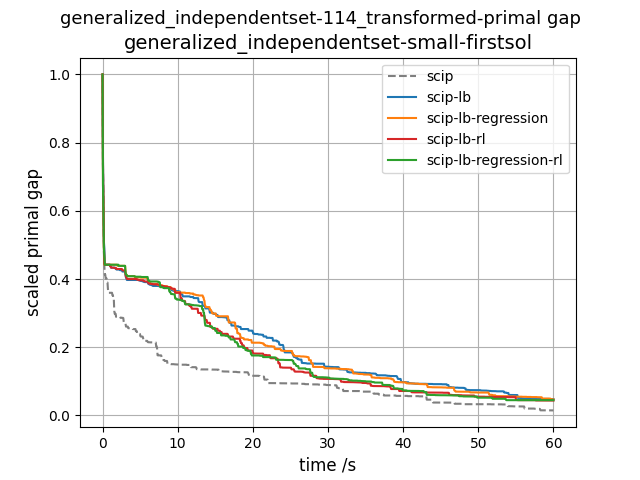 generalized_independentset-114_transformed-primal gap
generalized_independentset-small-firstsol
scip
scip-lb
scip-lb-regression
scip-lb-rl
scip-lb-regression-rl
scaled primal gap
1.0
0.8
0.6
0.4
0.2
0.0
0 10 20 30 40 50 60
time /s